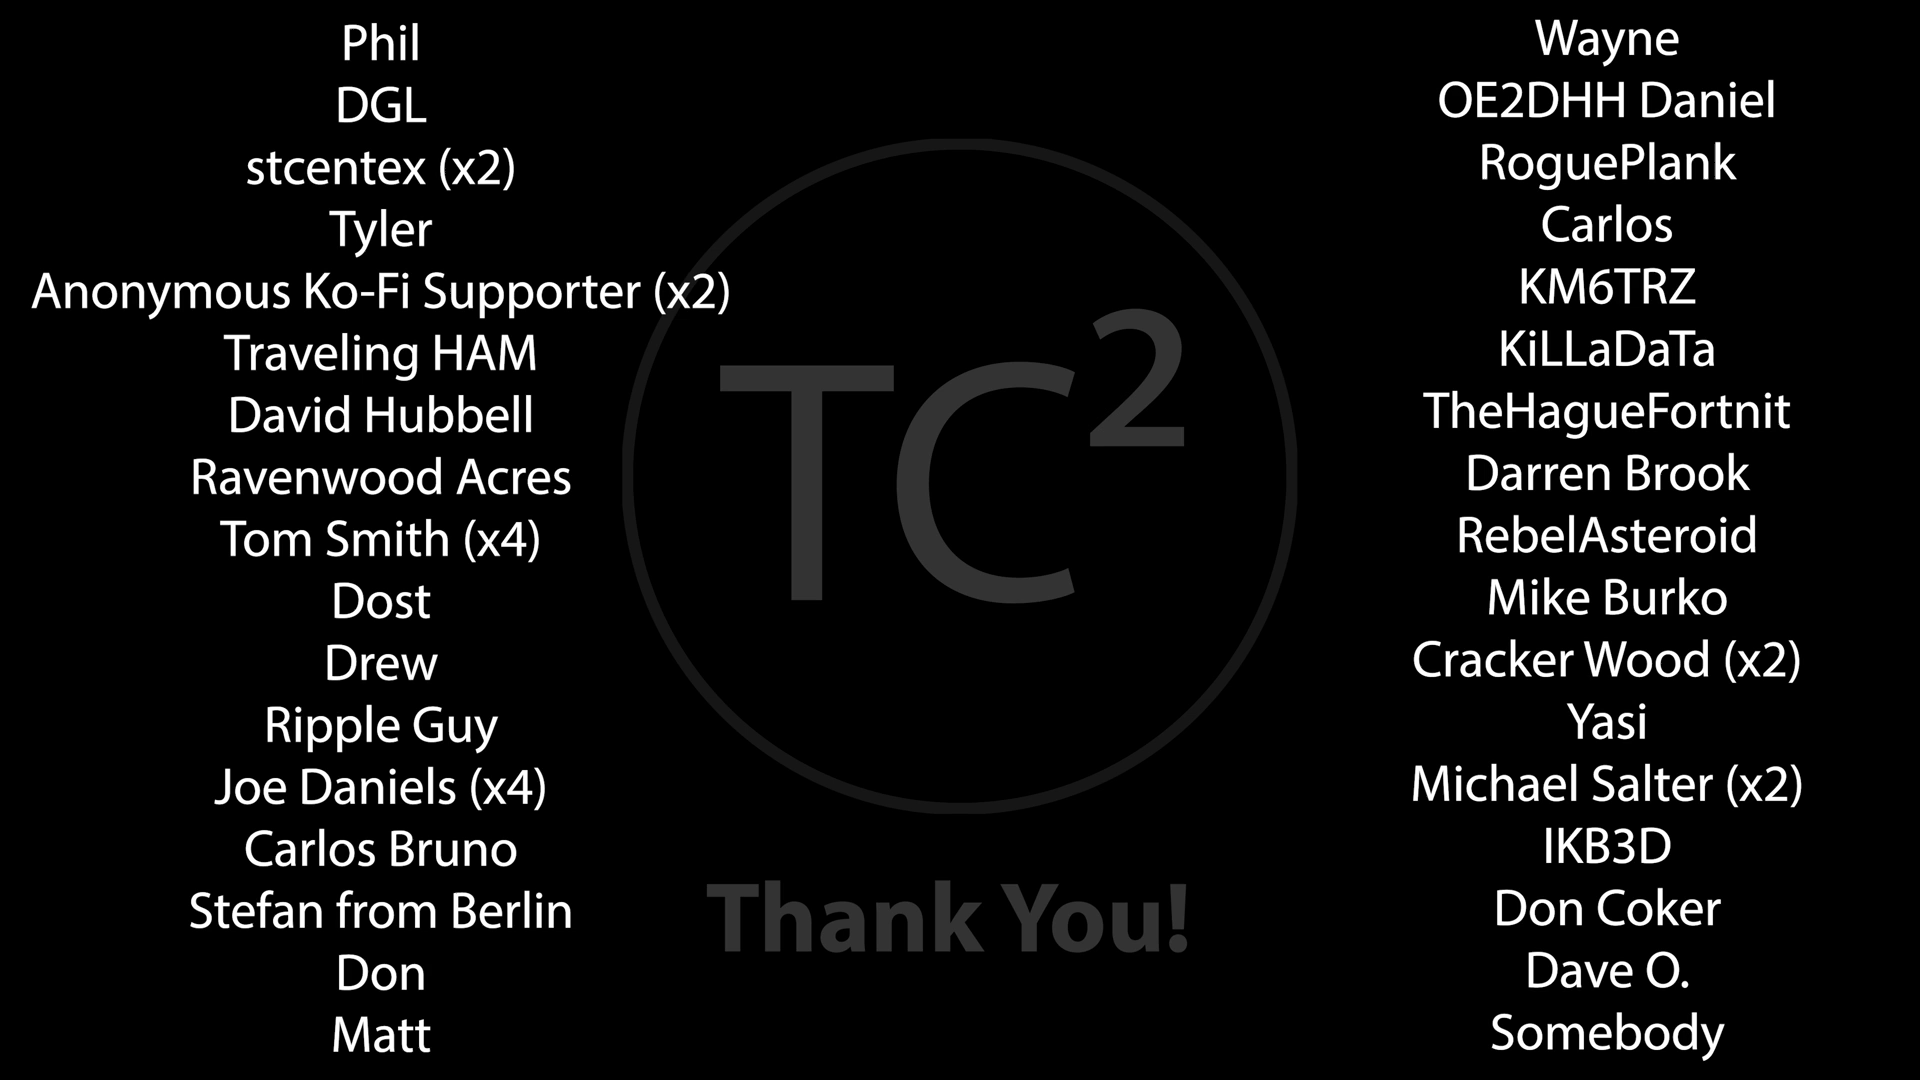 Phil
DGL
stcentex (x2)
Tyler
Anonymous Ko-Fi Supporter (x2)
Traveling HAM
David Hubbell
Ravenwood Acres
Tom Smith (x4)
Dost
Drew
Ripple Guy
Joe Daniels (x4)
Carlos Bruno
Stefan from Berlin
Don
Matt
TC²
Thank You!
Wayne
OE2DHH Daniel
RoguePlank
Carlos
KM6TRZ
KiLLaDaTa
TheHagueFortnit
Darren Brook
RebelAsteroid
Mike Burko
Cracker Wood (x2)
Yasi
Michael Salter (x2)
IKB3D
Don Coker
Dave O.
Somebody